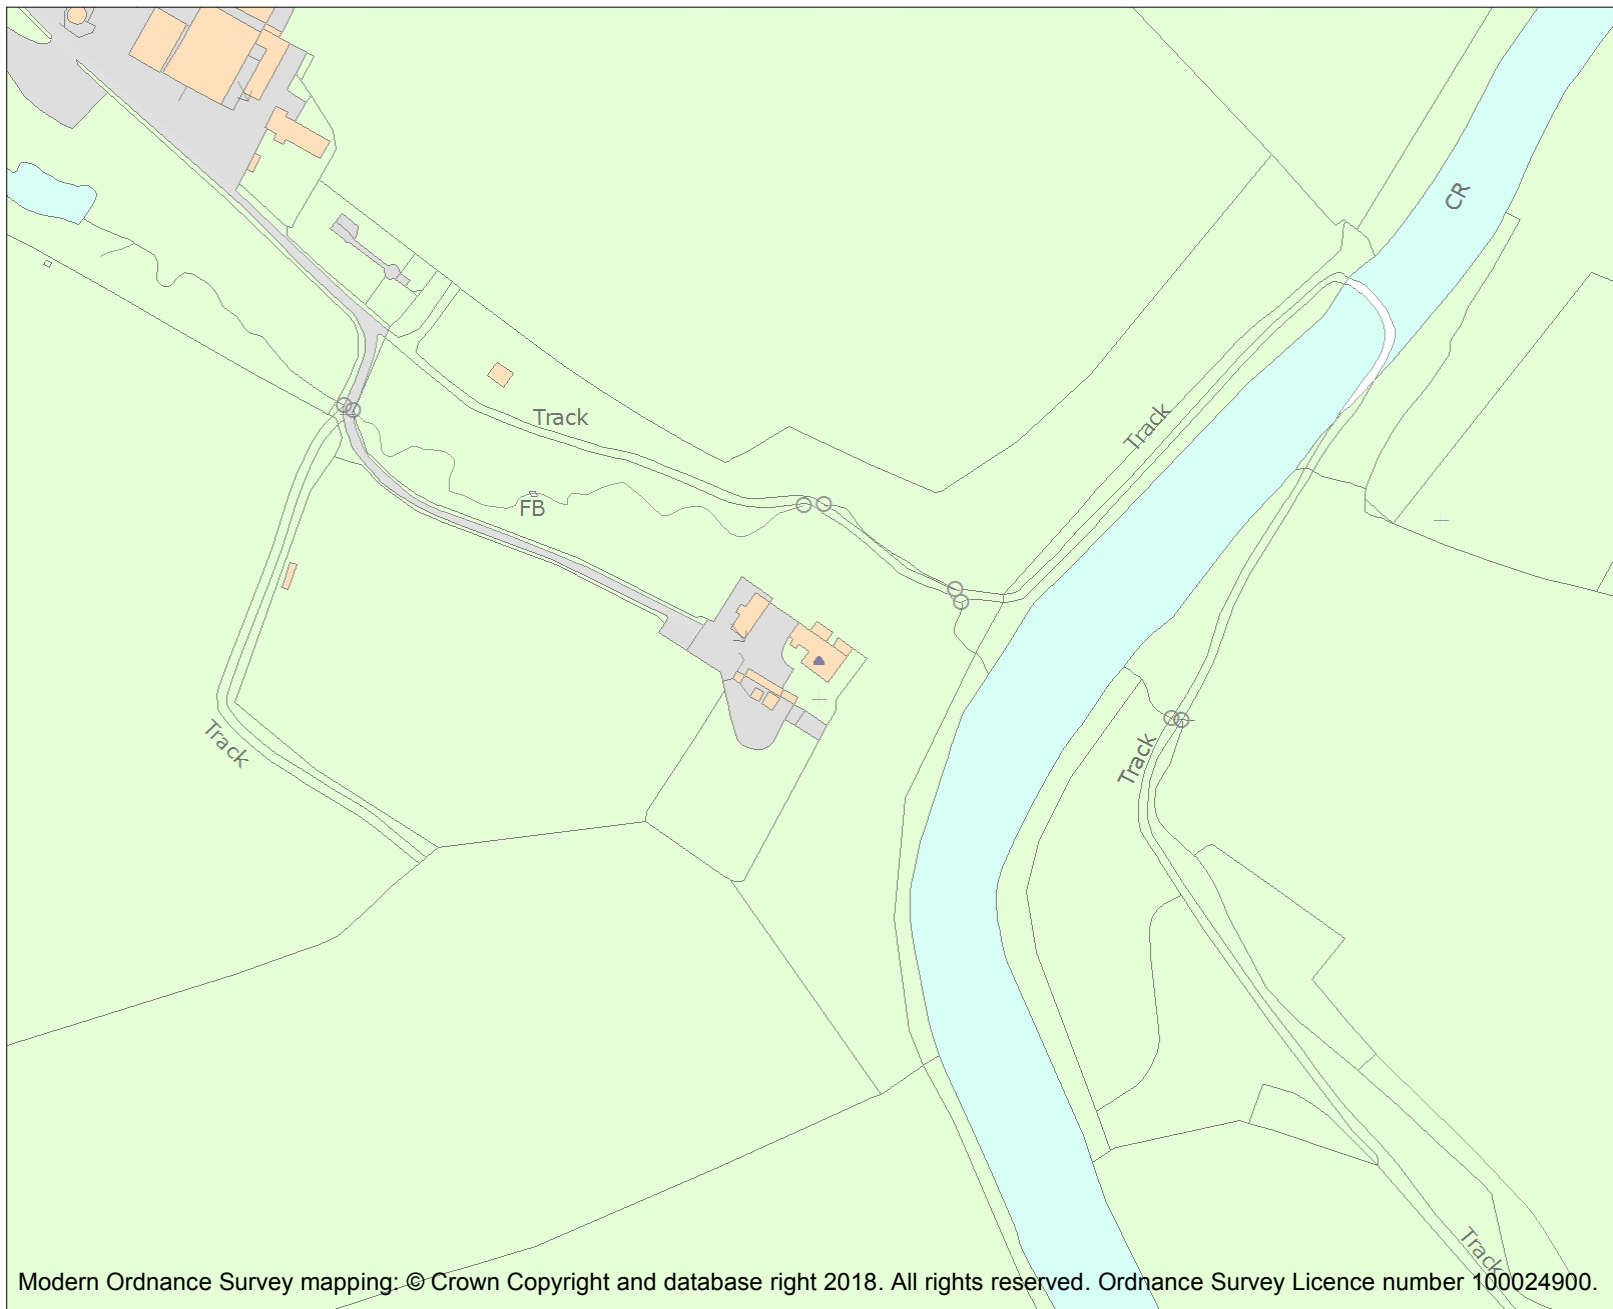 CR
Track
Track
FB
Track
Track
Track
Modern Ordnance Survey mapping: © Crown Copyright and database right 2018. All rights reserved. Ordnance Survey Licence number 100024900.